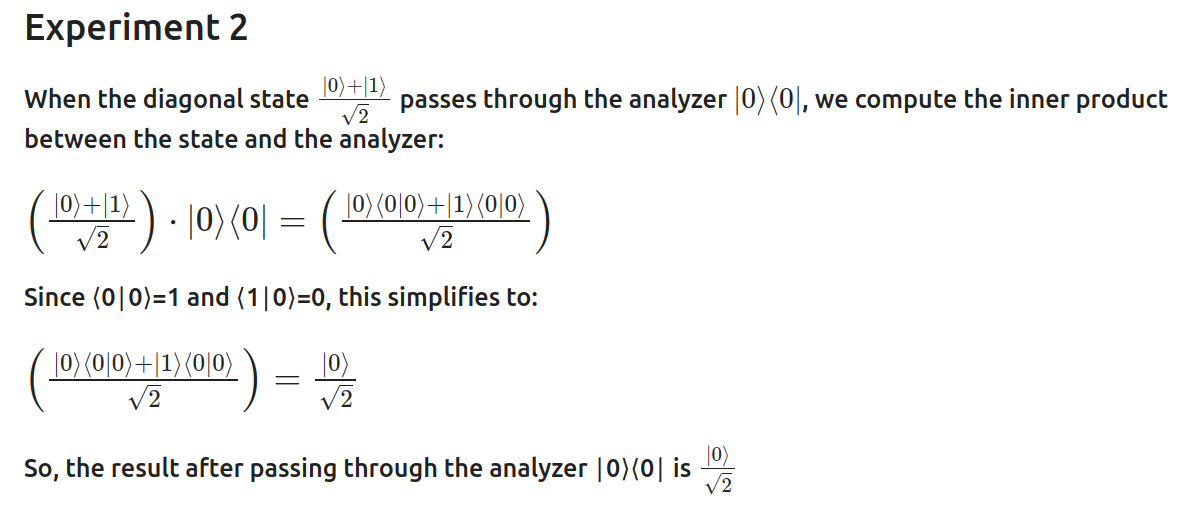 Experiment 2
When the diagonal state $\frac{|0\rangle+|1\rangle}{\sqrt{2}}$ passes through the analyzer $|0\rangle\langle 0|$, we compute the inner product
between the state and the analyzer:
$\left(\frac{|0\rangle+|1\rangle}{\sqrt{2}}\right) \cdot |0\rangle\langle 0| = \left(\frac{|0\rangle\langle 0|0\rangle+|1\rangle\langle 0|0\rangle}{\sqrt{2}}\right)$
Since ⟨0|0⟩=1 and ⟨1|0⟩=0, this simplifies to:
$\left(\frac{|0\rangle\langle 0|0\rangle+|1\rangle\langle 0|0\rangle}{\sqrt{2}}\right) = \frac{|0\rangle}{\sqrt{2}}$
So, the result after passing through the analyzer |0⟩⟨0| is $\frac{|0\rangle}{\sqrt{2}}$